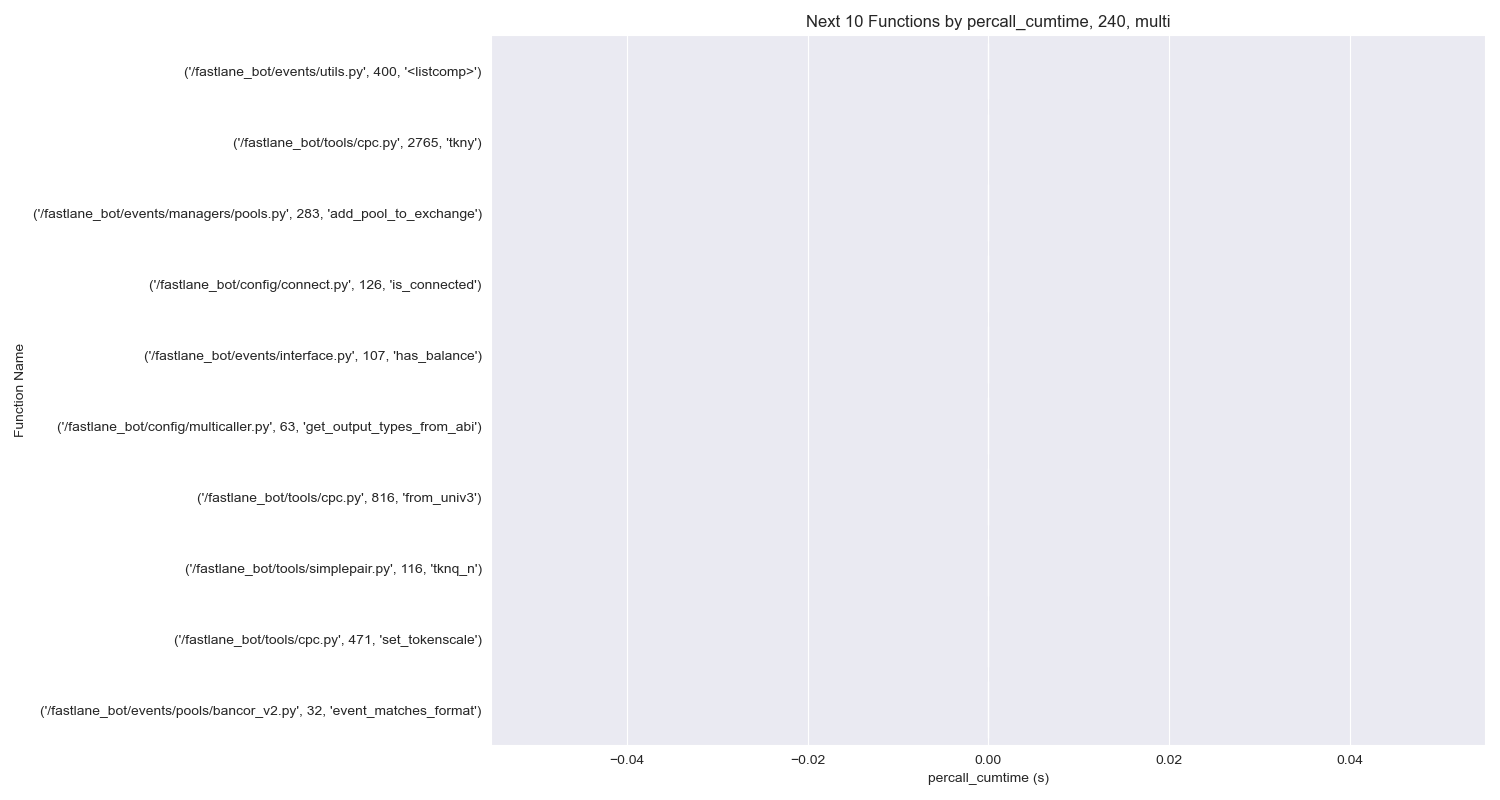 Next 10 Functions by percall_cumtime, 240, multi
('/fastlane_bot/events/utils.py', 400, '<listcomp>')
('/fastlane_bot/tools/cpc.py', 2765, 'tkny')
('/fastlane_bot/events/managers/pools.py', 283, 'add_pool_to_exchange')
('/fastlane_bot/config/connect.py', 126, 'is_connected')
('/fastlane_bot/events/interface.py', 107, 'has_balance')
('/fastlane_bot/config/multicaller.py', 63, 'get_output_types_from_abi')
('/fastlane_bot/tools/cpc.py', 816, 'from_univ3')
('/fastlane_bot/tools/simplepair.py', 116, 'tknq_n')
('/fastlane_bot/tools/cpc.py', 471, 'set_tokenscale')
('/fastlane_bot/events/pools/bancor_v2.py', 32, 'event_matches_format')
Function Name
−0.04 −0.02 0.00 0.02 0.04
percall_cumtime (s)